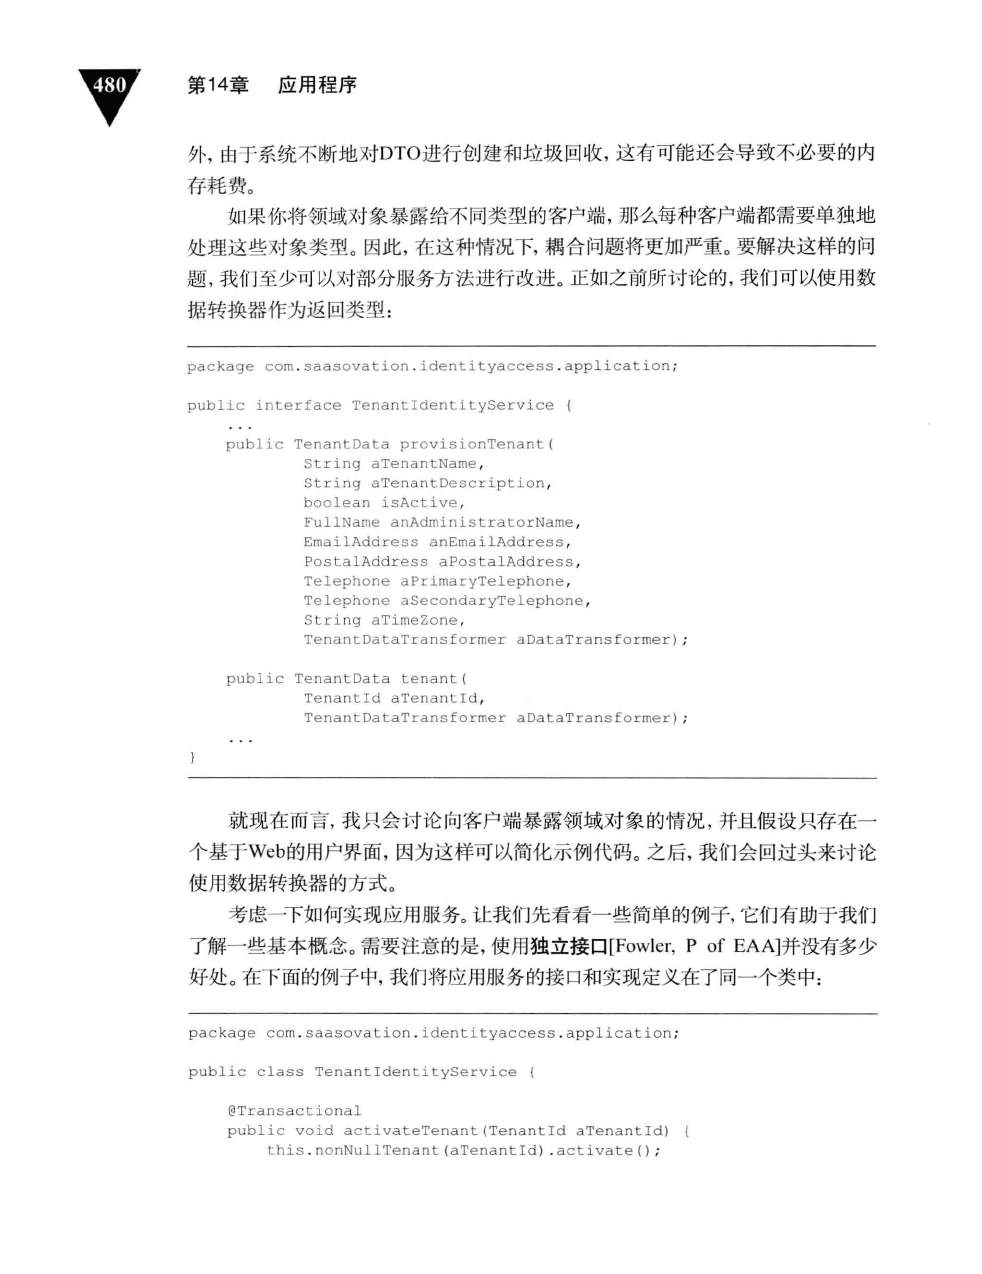 480
第14章 应用程序
外, 由于系统不断地对DTO进行创建和垃圾回收, 这有可能还会导致不必要的内
存耗费。
如果你将领域对象暴露给不同类型的客户端, 那么每种客户端都需要单独地
处理这些对象类型。因此, 在这种情况下, 耦合问题将更加严重。要解决这样的问
题, 我们至少可以对部分服务方法进行改进。正如之前所讨论的, 我们可以使用数
据转换器作为返回类型:
package com.saasovation.identityaccess.application;
public interface TenantIdentityService {
    ...
    public TenantData provisionTenant(
            String aTenantName,
            String aTenantDescription,
            boolean isActive,
            FullName anAdministratorName,
            EmailAddress anEmailAddress,
            PostalAddress aPostalAddress,
            Telephone aPrimaryTelephone,
            Telephone aSecondaryTelephone,
            String aTimeZone,
            TenantDataTransformer aDataTransformer);
    public TenantData tenant(
            TenantId aTenantId,
            TenantDataTransformer aDataTransformer);
    ...
}
就现在而言, 我只会讨论向客户端暴露领域对象的情况, 并且假设只存在一
个基于Web的用户界面, 因为这样可以简化示例代码。之后, 我们会回过头来讨论
使用数据转换器的方式。
考虑一下如何实现应用服务。让我们先看看一些简单的例子, 它们有助于我们
了解一些基本概念。需要注意的是, 使用独立接口[Fowler, P of EAA]并没有多少
好处。在下面的例子中, 我们将应用服务的接口和实现定义在了同一个类中:
package com.saasovation.identityaccess.application;
public class TenantIdentityService {
    @Transactional
    public void activateTenant(TenantId aTenantId) {
        this.nonNullTenant(aTenantId).activate();